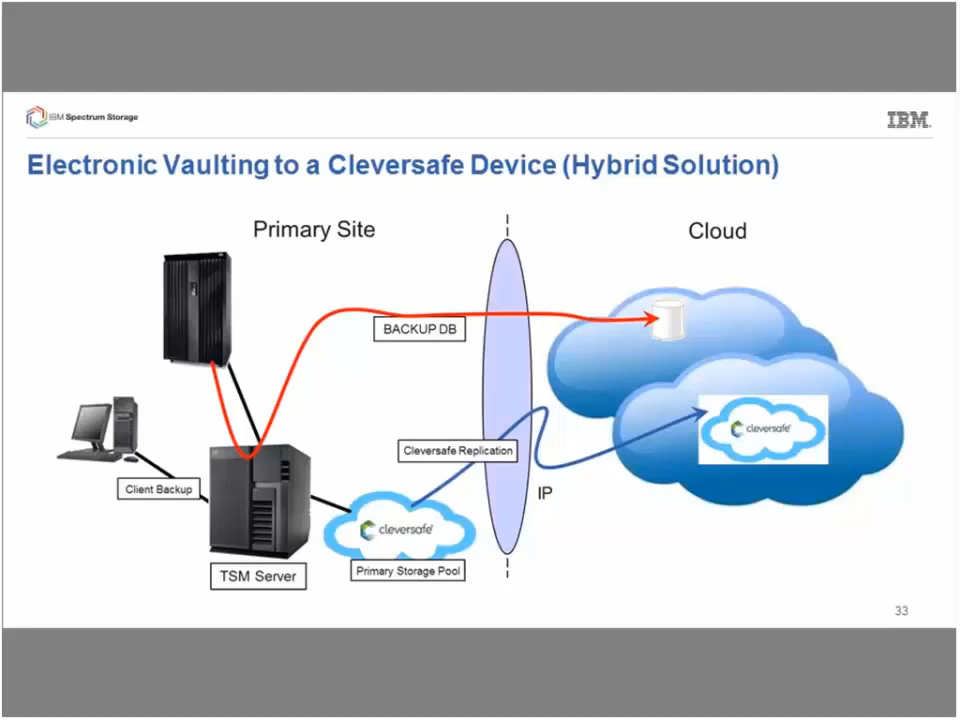 IBM Spectrum Storage
IBM
Electronic Vaulting to a Cleversafe Device (Hybrid Solution)
Primary Site
Cloud
BACKUP DB
cleversafe
Cleversafe Replication
IP
Client Backup
cleversafe
Primary Storage Pool
TSM Server
33